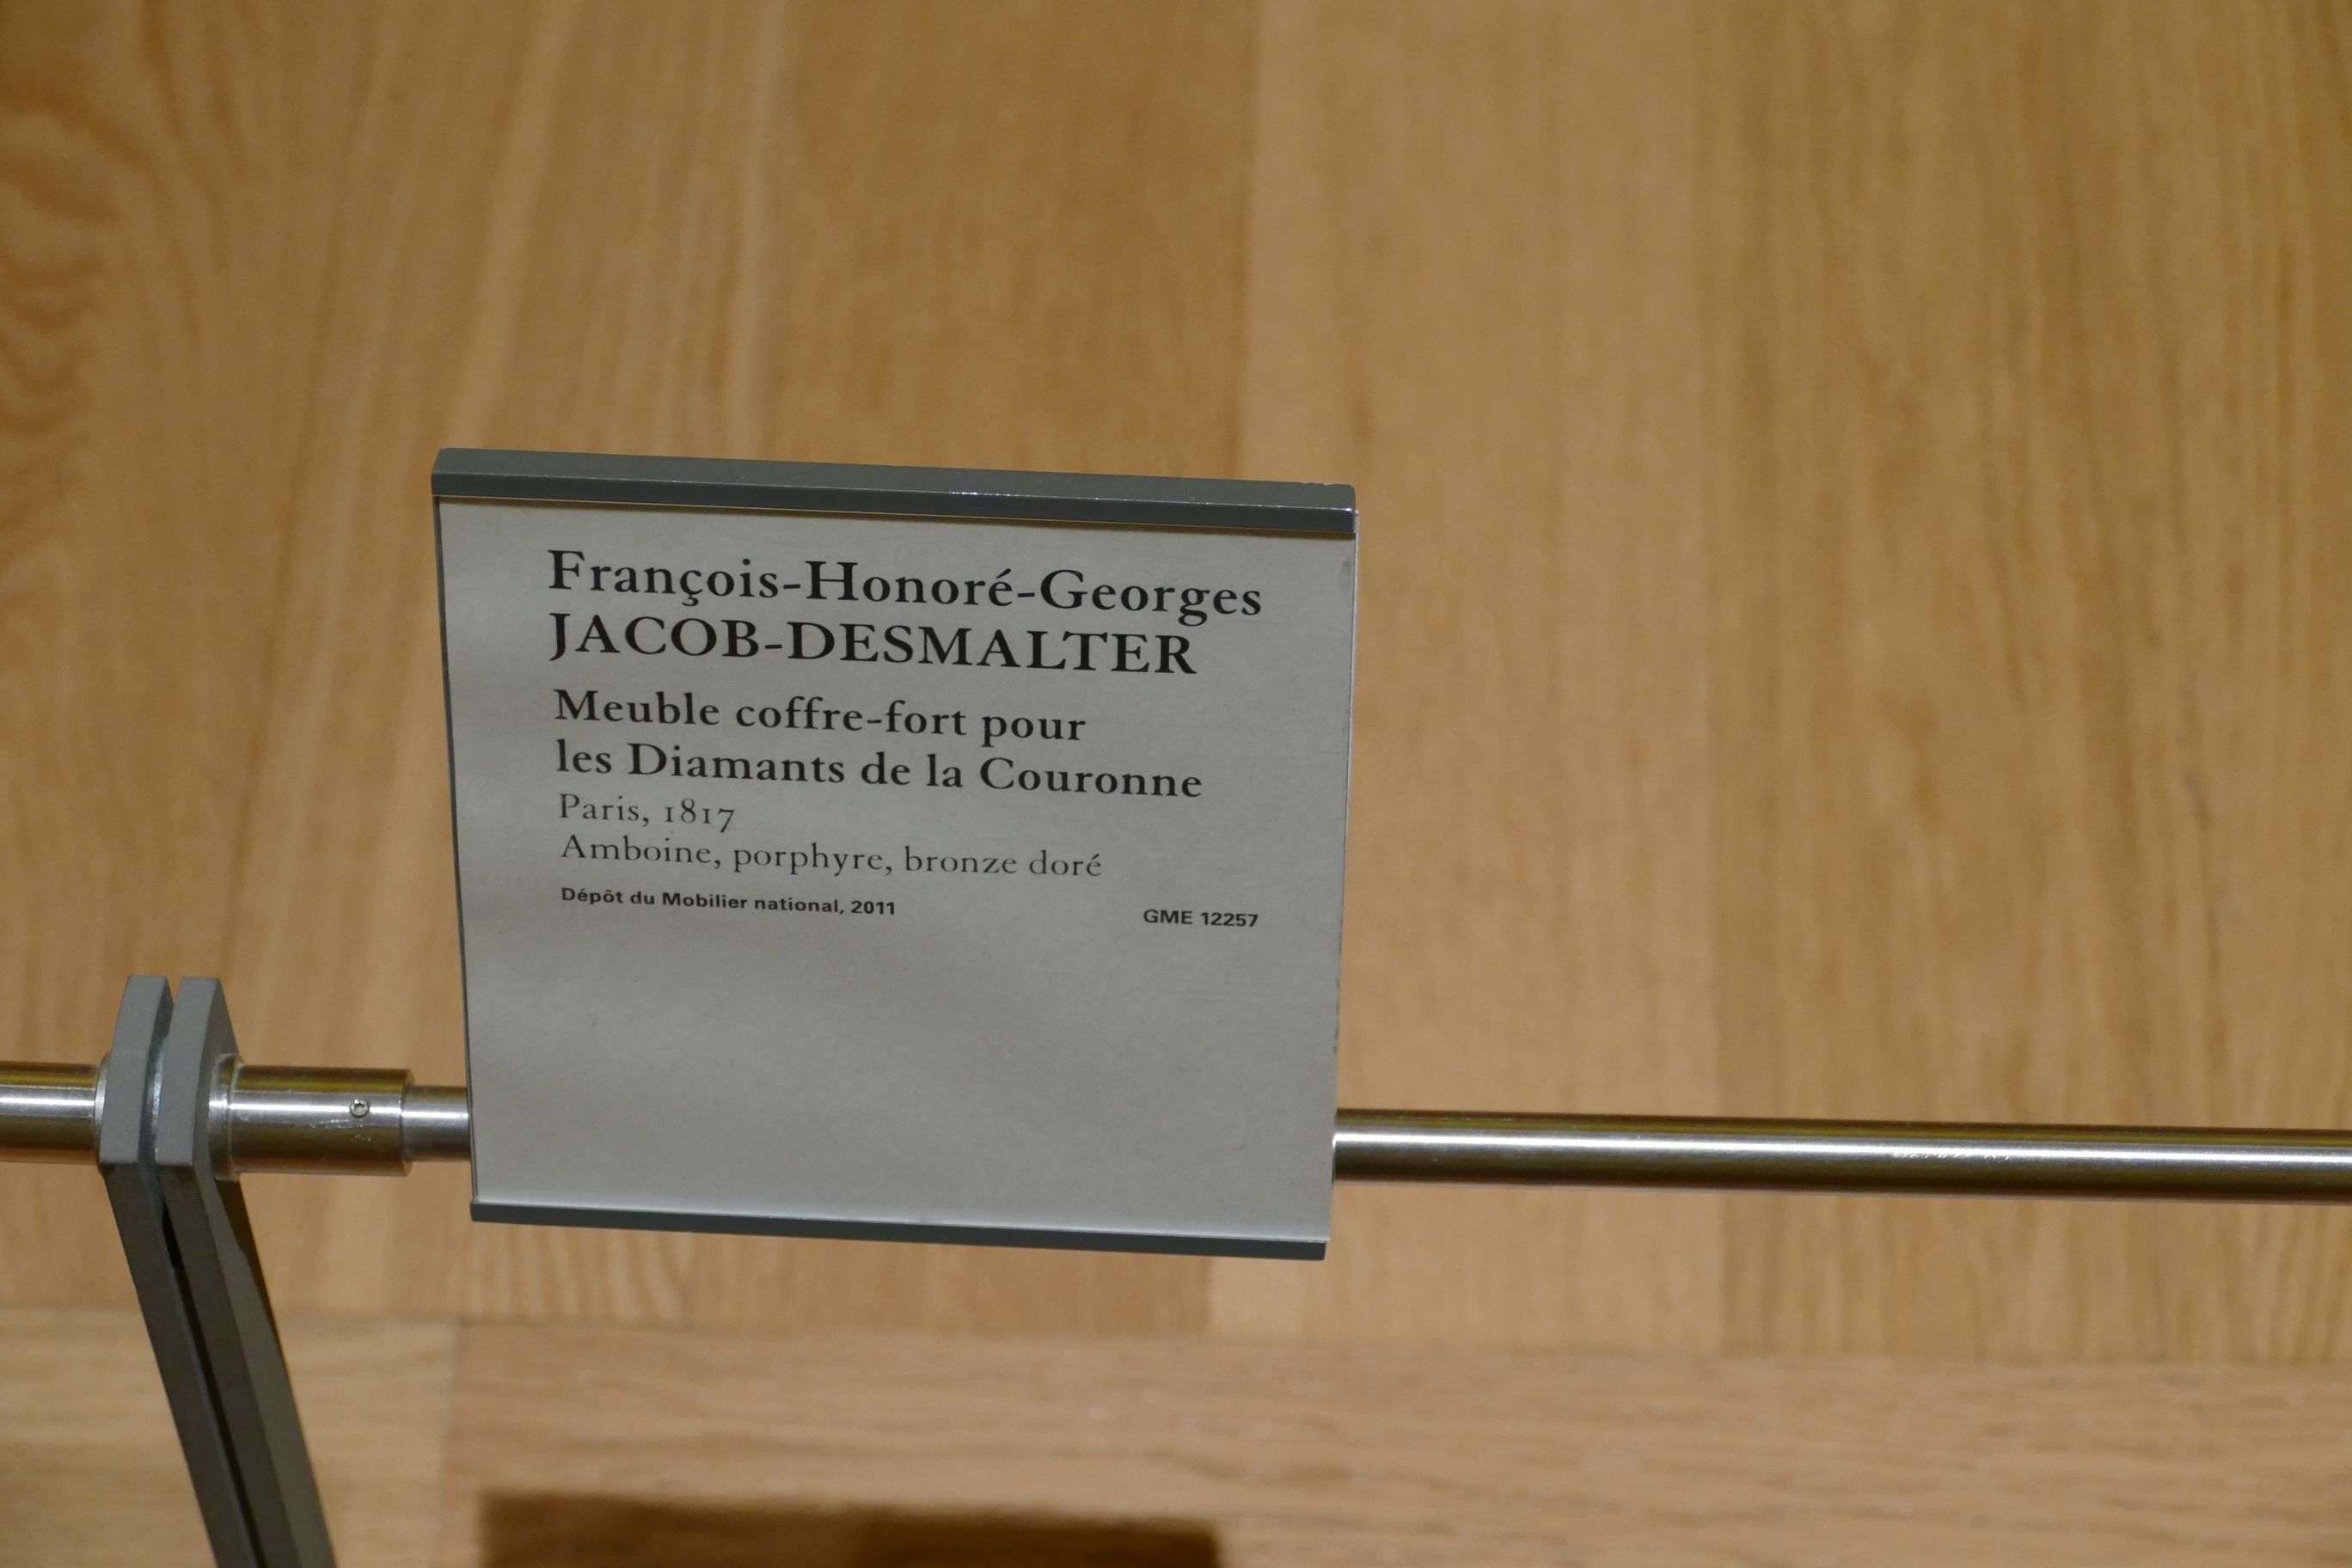 François-Honoré-Georges
JACOB-DESMALTER
Meuble coffre-fort pour
les Diamants de la Couronne
Paris, 1817
Amboine, porphyre, bronze doré
Dépôt du Mobilier national, 2011 GME 12257